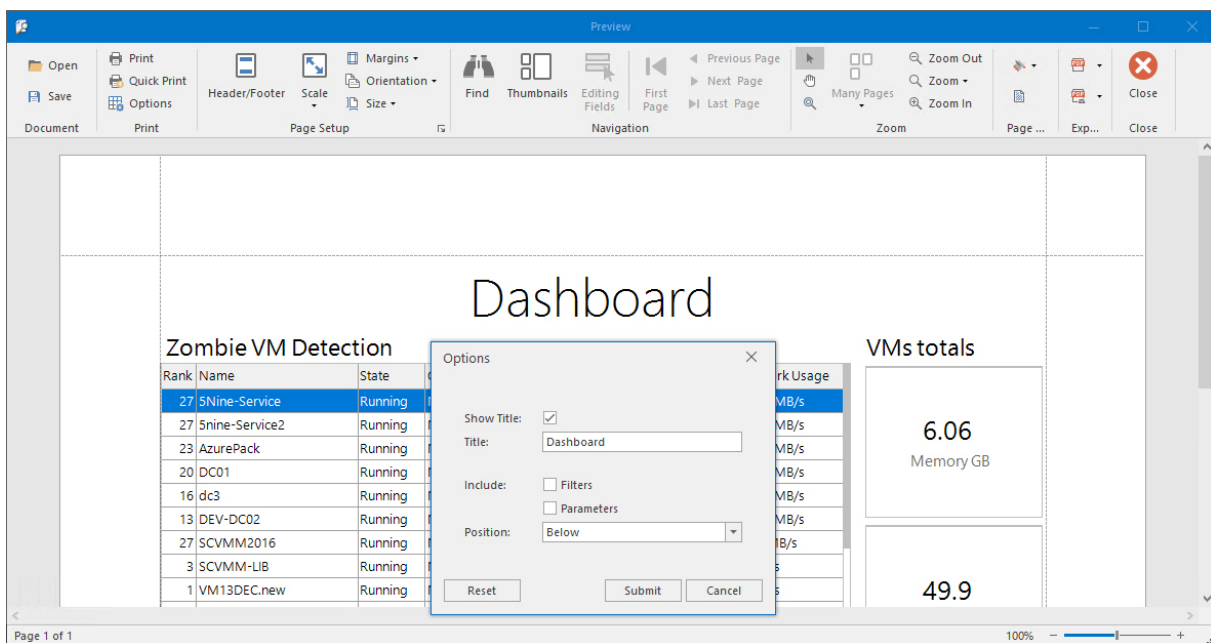 Preview
Open
Save
Document
Print
Quick Print
Options
Print
Header/Footer
Scale
Margins
Orientation
Size
Page Setup
Find
Thumbnails
Editing Fields
First Page
Previous Page
Next Page
Last Page
Navigation
Many Pages
Zoom Out
Zoom
Zoom In
Zoom
Page ...
Exp...
Close
Close
Dashboard
Zombie VM Detection
VMs totals
Rank Name State rk Usage
27 5Nine-Service Running MB/s
27 5nine-Service2 Running MB/s
23 AzurePack Running MB/s
20 DC01 Running MB/s
16 dc3 Running MB/s
13 DEV-DC02 Running MB/s
27 SCVMM2016 Running
3 SCVMM-LIB Running
1 VM13DEC.new Running
6.06
Memory GB
49.9
Options
Show Title:
Title: Dashboard
Include: Filters
Parameters
Position: Below
Reset Submit Cancel
Page 1 of 1
100%